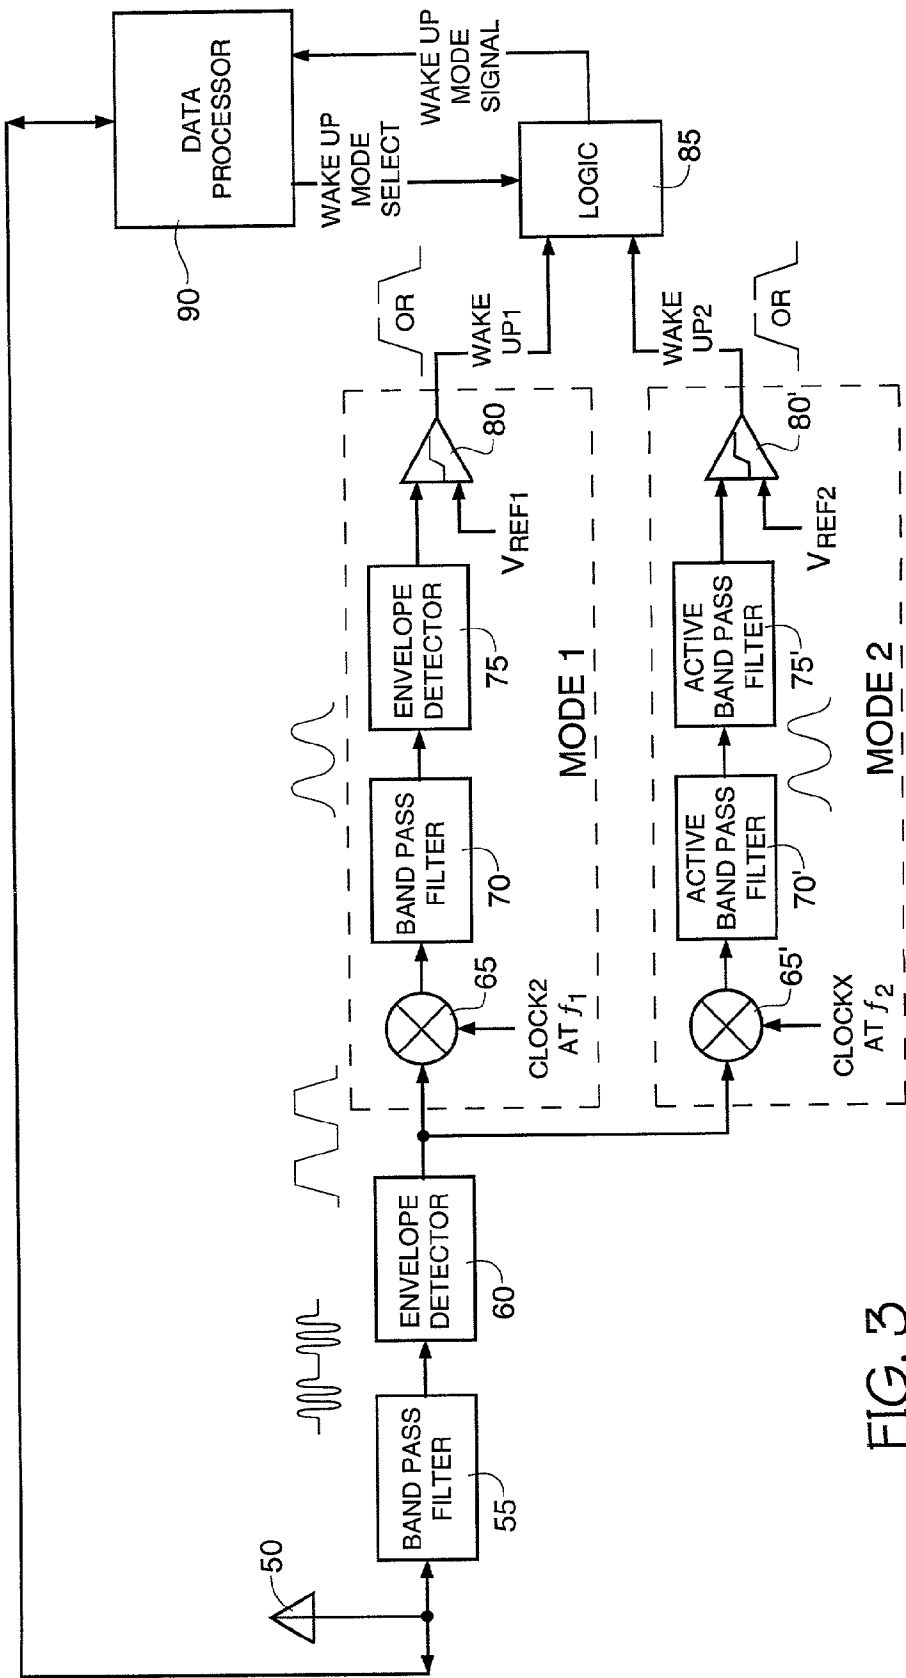 50
BAND PASS
FILTER
55
ENVELOPE
DETECTOR
60
65
CLOCK2
AT f1
BAND PASS
FILTER
70
ENVELOPE
DETECTOR
75
80
VREF1
MODE 1
OR
WAKE
UP1
65'
CLOCKX
AT f2
ACTIVE
BAND PASS
FILTER
70'
ACTIVE
BAND PASS
FILTER
75'
80'
VREF2
MODE 2
OR
WAKE
UP2
LOGIC
85
WAKE UP
MODE
SELECT
WAKE UP
MODE
SIGNAL
DATA
PROCESSOR
90
FIG. 3